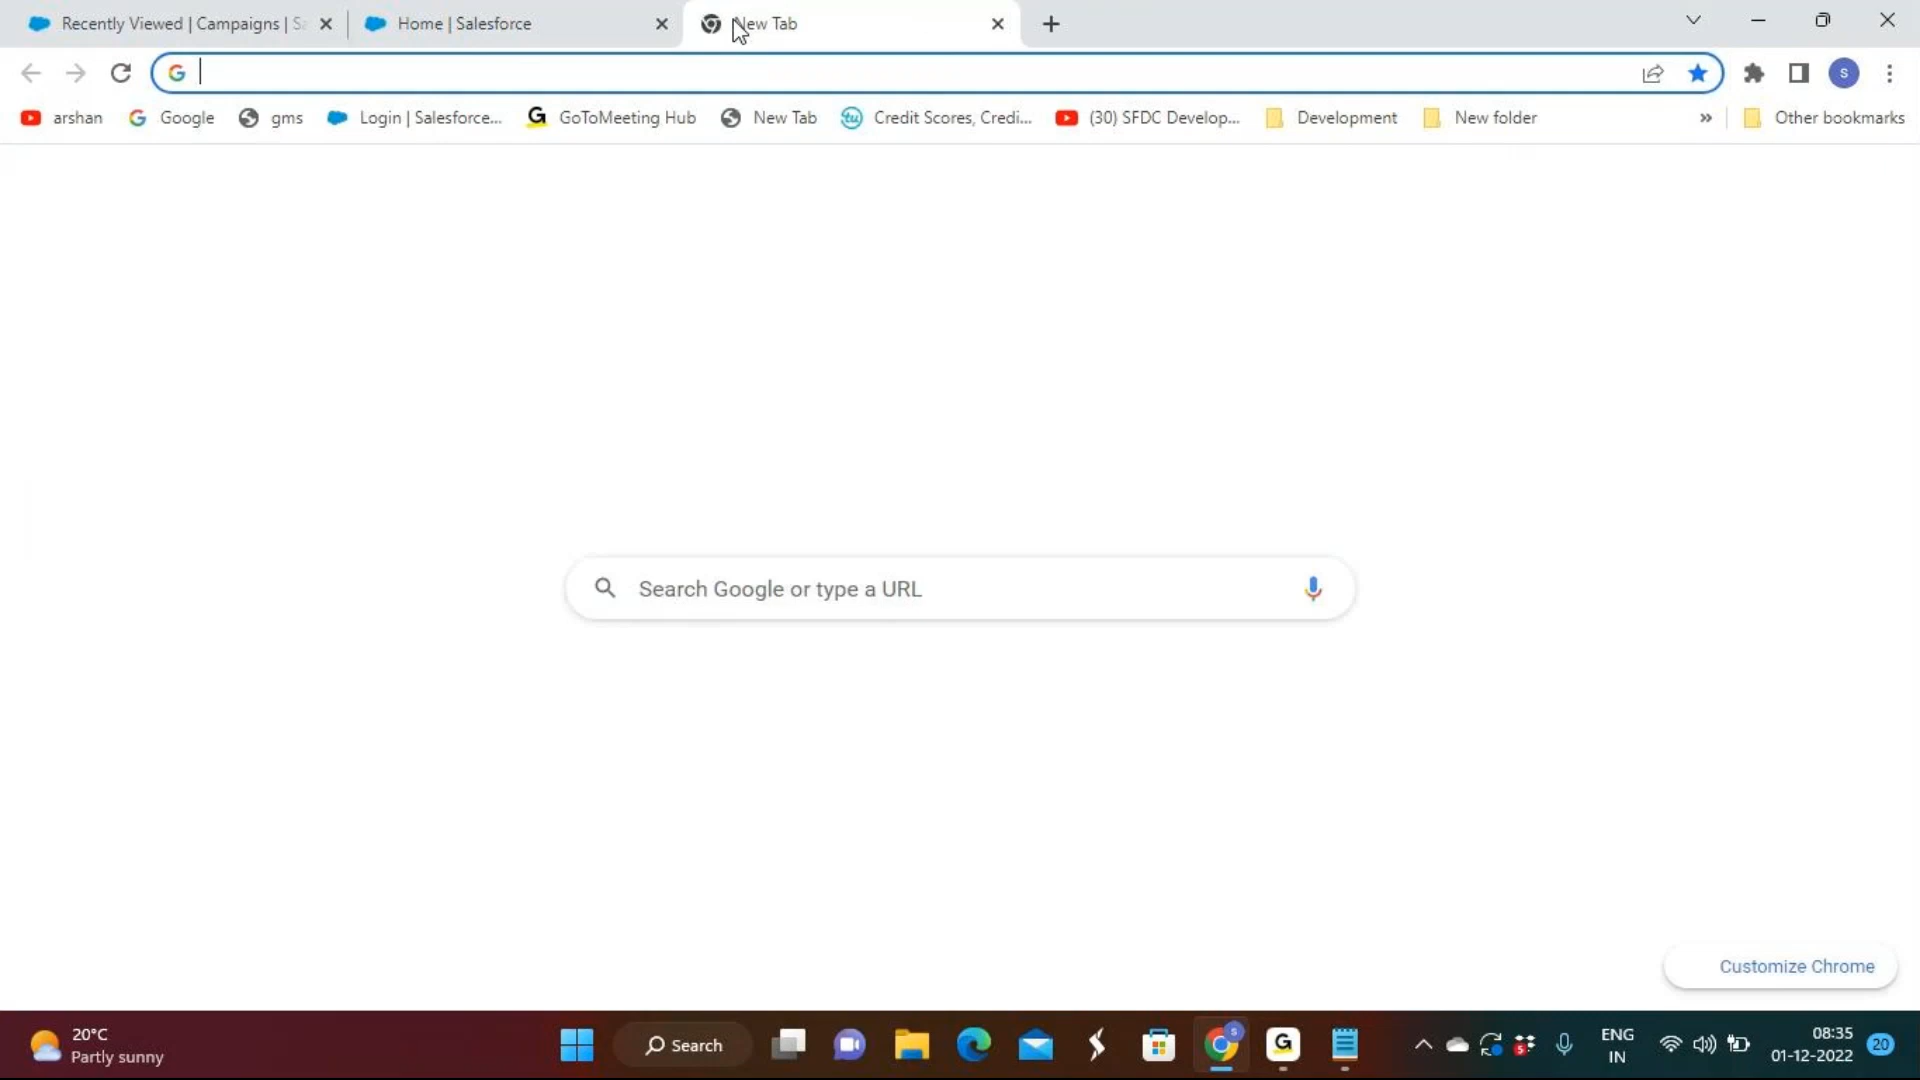 Recently Viewed | Campaigns | Sa
Home | Salesforce
New Tab
arshan
Google
gms
Login | Salesforce...
GoToMeeting Hub
New Tab
Credit Scores, Credi...
(30) SFDC Develop...
Development
New folder
»
Other bookmarks
Search Google or type a URL
Customize Chrome
20°C
Partly sunny
Search
ENG
IN
08:35
01-12-2022
20